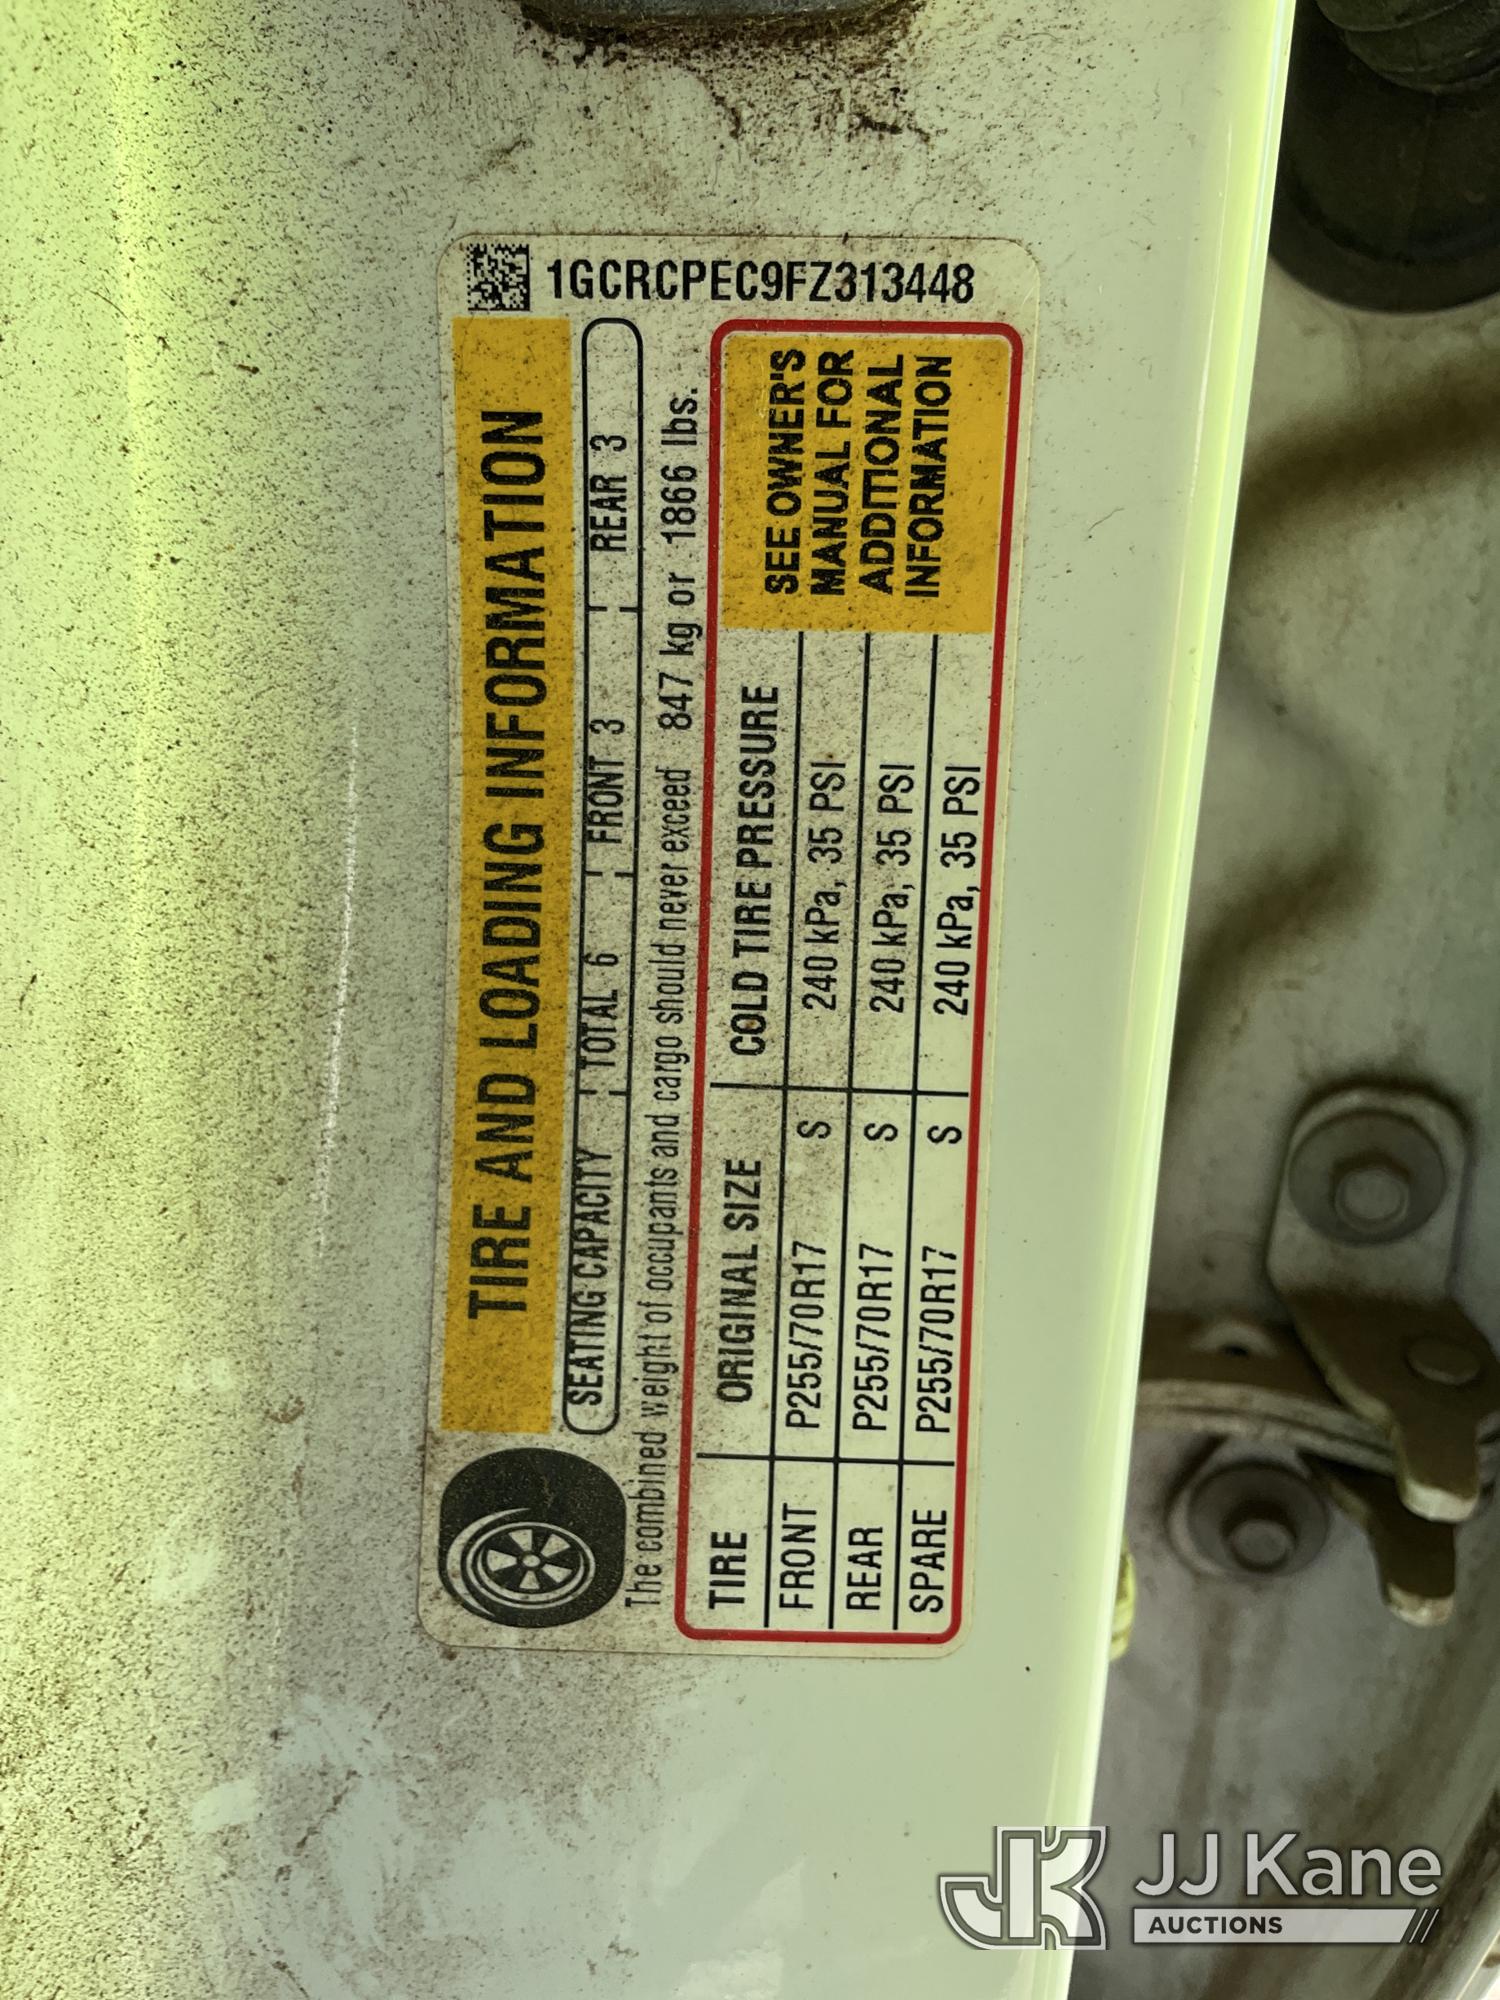 1GCRCPEC9FZ313448
TIRE AND LOADING INFORMATION
SEATING CAPACITY TOTAL 6 FRONT 3 REAR 3
The combined weight of occupants and cargo should never exceed 847 kg or 1866 lbs.
TIRE ORIGINAL SIZE COLD TIRE PRESSURE
FRONT P255/70R17 S 240 kPa, 35 PSI
REAR P255/70R17 S 240 kPa, 35 PSI
SPARE P255/70R17 S 240 kPa, 35 PSI
SEE OWNER'S
MANUAL FOR
ADDITIONAL
INFORMATION
JK JJ Kane
AUCTIONS